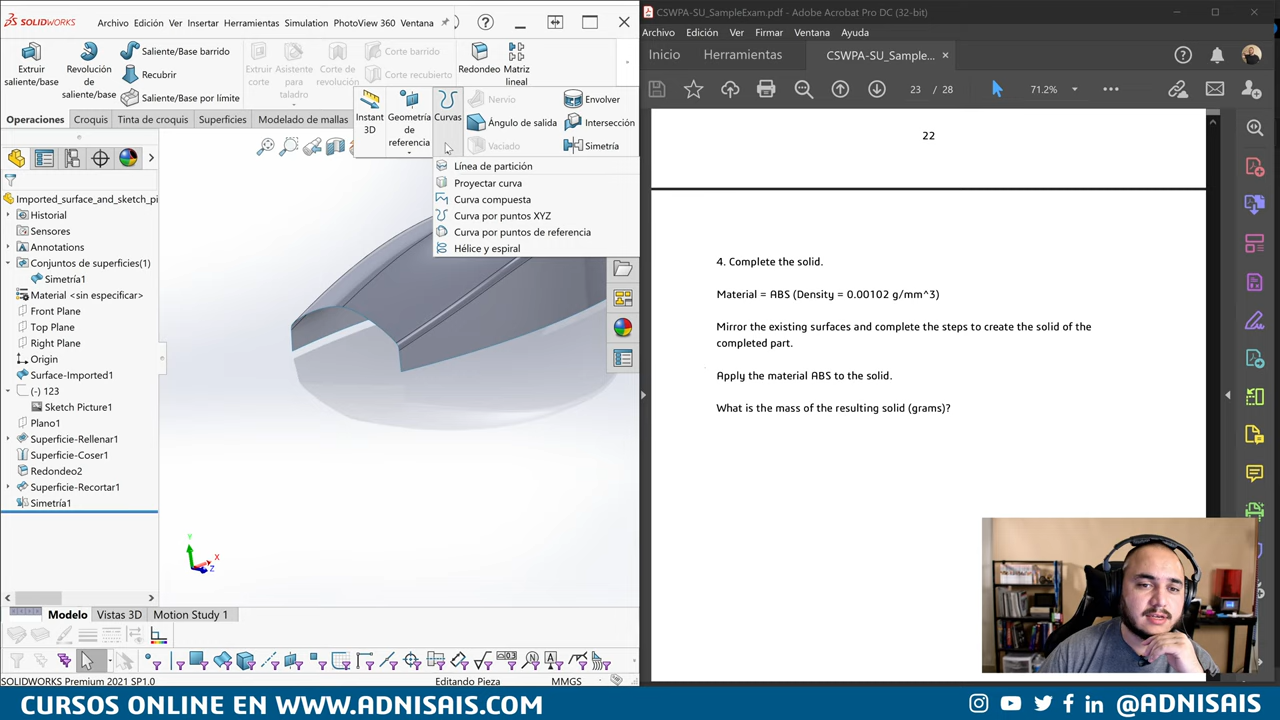 SOLIDWORKS
Archivo Edición Ver Insertar Herramientas Simulation PhotoView 360 Ventana
Extruir saliente/base
Revolución de saliente/base
Saliente/Base barrido
Recubrir
Saliente/Base por límite
Extruir corte
Asistente para taladro
Corte de revolución
Corte barrido
Corte recubierto
Redondeo
Matriz lineal
Operaciones Croquis Tinta de croquis Superficies Modelado de mallas
Instant 3D
Geometría de referencia
Curvas
Nervio
Ángulo de salida
Vaciado
Envolver
Intersección
Simetría
Línea de partición
Proyectar curva
Curva compuesta
Curva por puntos XYZ
Curva por puntos de referencia
Hélice y espiral
Imported_surface_and_sketch_pi
Historial
Sensores
Annotations
Conjuntos de superficies(1)
Simetría1
Material <sin especificar>
Front Plane
Top Plane
Right Plane
Origin
Surface-Imported1
(-) 123
Sketch Picture1
Plano1
Superficie-Rellenar1
Superficie-Coser1
Redondeo2
Superficie-Recortar1
Simetría1
Y
X
Z
Modelo Vistas 3D Motion Study 1
SOLIDWORKS Premium 2021 SP1.0 Editando Pieza MMGS
CSWPA-SU_SampleExam.pdf - Adobe Acrobat Pro DC (32-bit)
Archivo Edición Ver Firmar Ventana Ayuda
Inicio Herramientas CSWPA-SU_Sample...
23 / 28 71.2%
22
4. Complete the solid.
Material = ABS (Density = 0.00102 g/mm^3)
Mirror the existing surfaces and complete the steps to create the solid of the
completed part.
Apply the material ABS to the solid.
What is the mass of the resulting solid (grams)?
CURSOS ONLINE EN WWW.ADNISAIS.COM @ADNISAIS